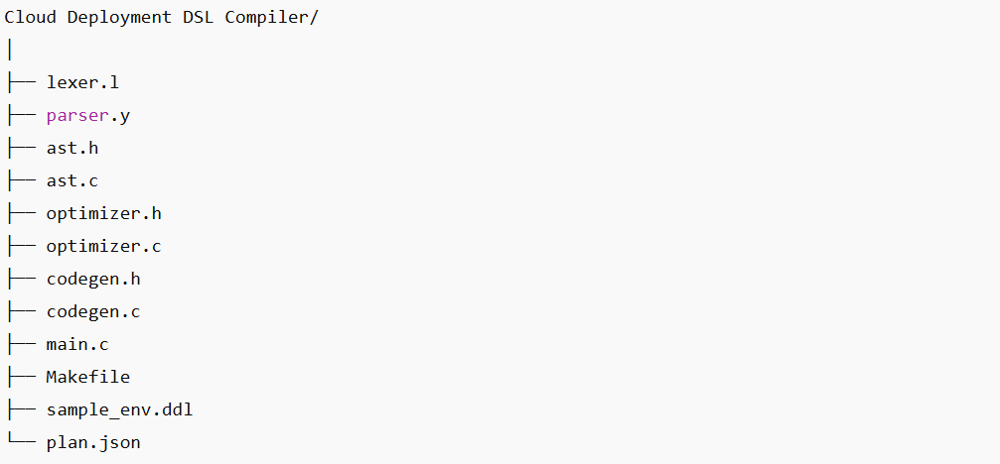 Cloud Deployment DSL Compiler/
│
├── lexer.l
├── parser.y
├── ast.h
├── ast.c
├── optimizer.h
├── optimizer.c
├── codegen.h
├── codegen.c
├── main.c
├── Makefile
├── sample_env.ddl
└── plan.json